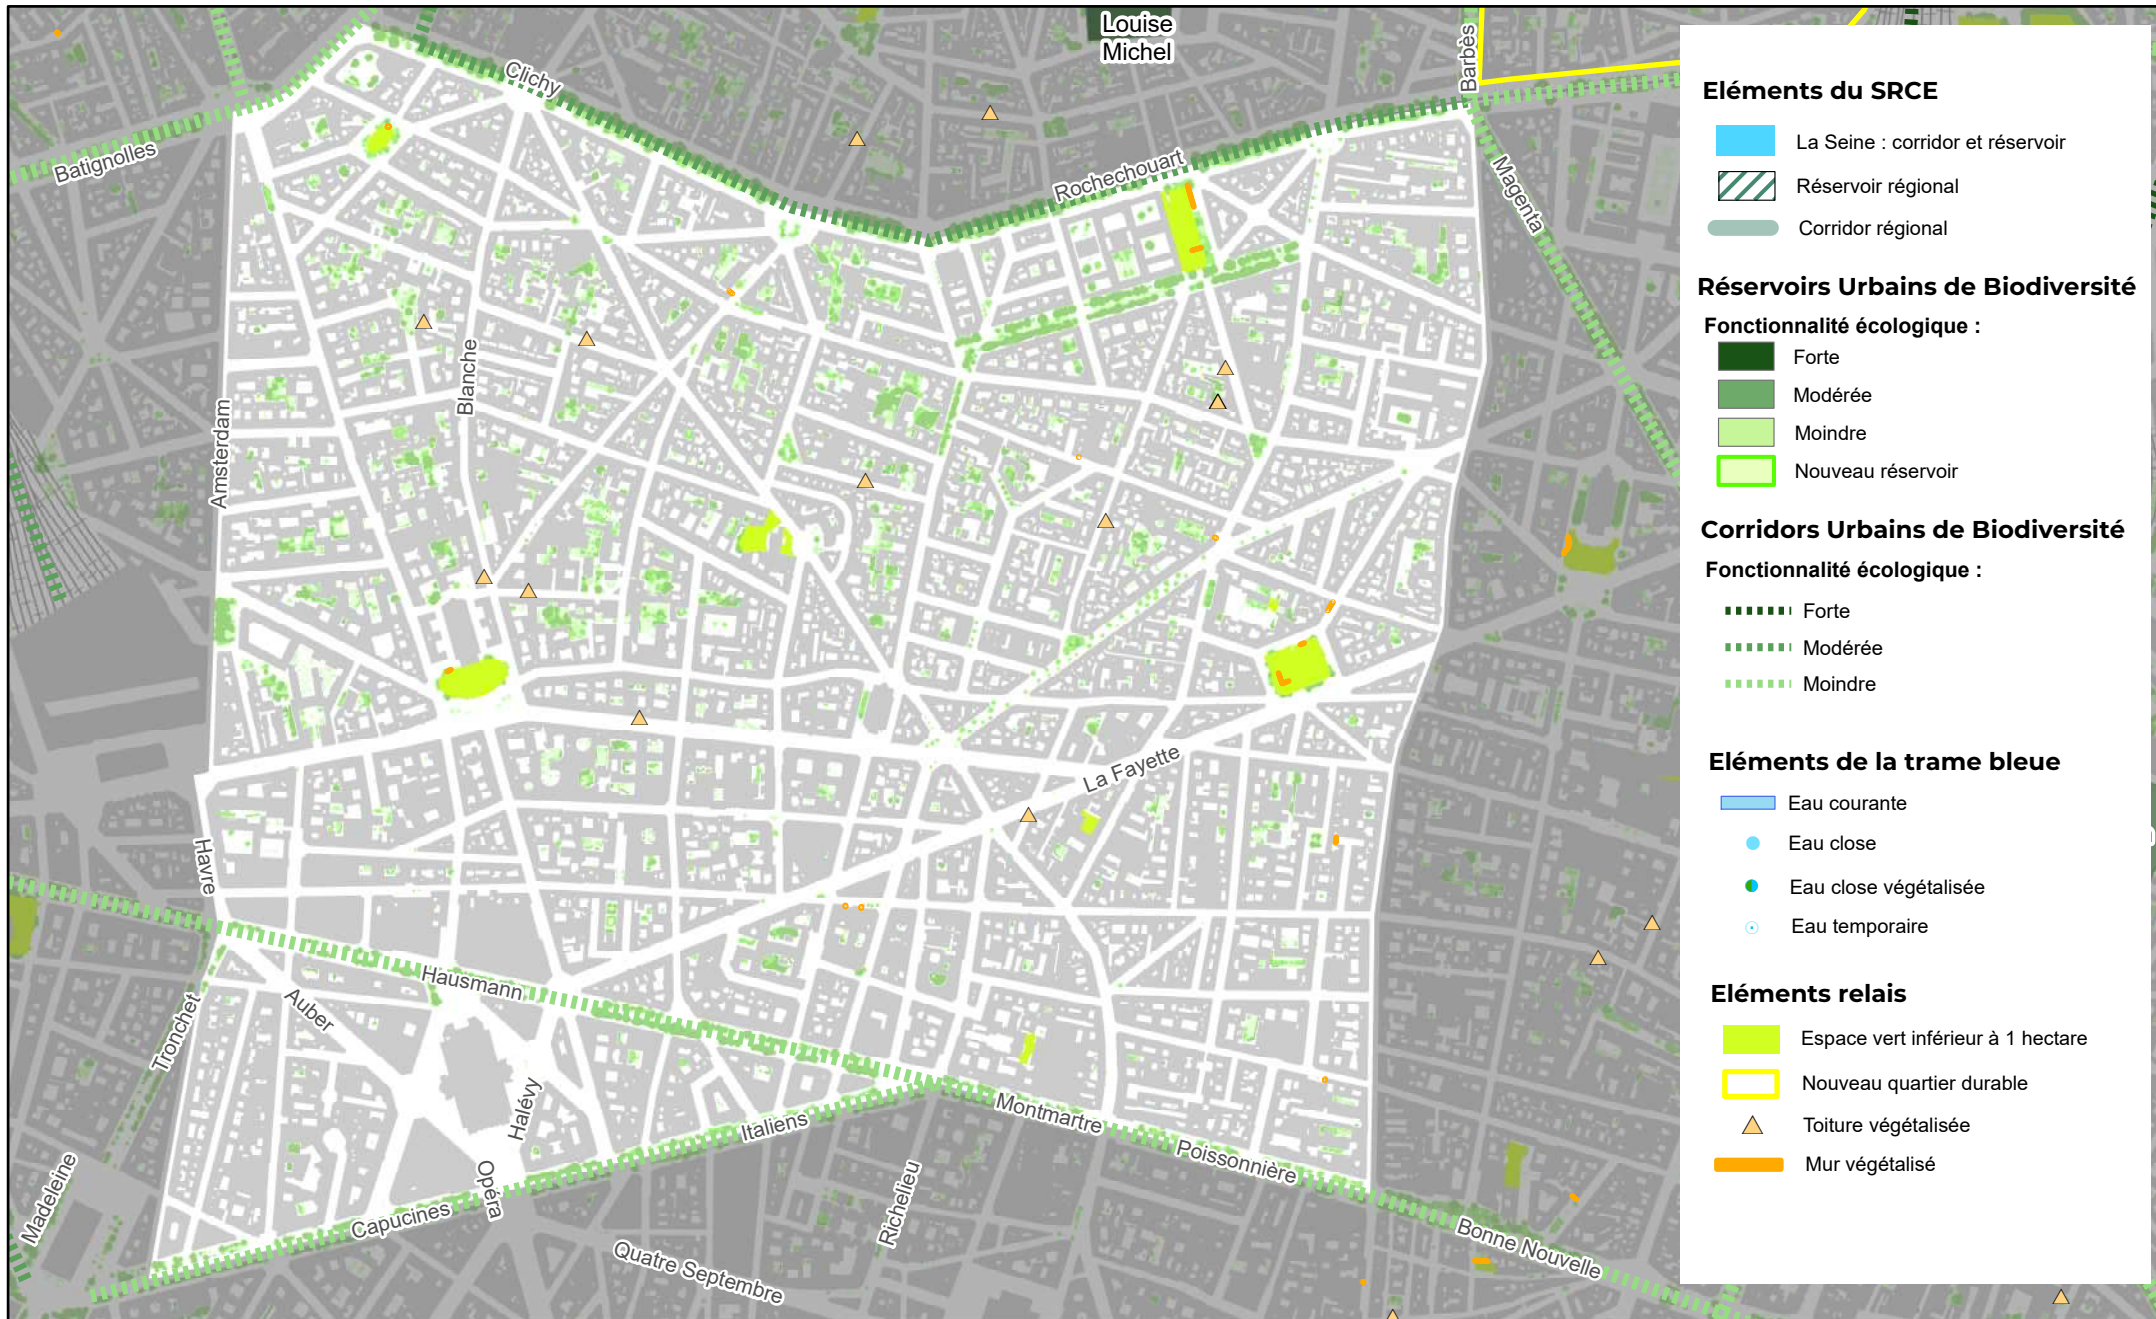 Louise
Michel
Barbès
Clichy
Batignolles
Rochechouart
Magenta
Blanche
Amsterdam
La Fayette
Havre
Hausmann
Auber
Tronchet
Halévy
Italiens
Montmartre
Poissonnière
Opéra
Capucines
Richelieu
Madeleine
Quatre Septembre
Bonne Nouvelle
Eléments du SRCE
La Seine : corridor et réservoir
Réservoir régional
Corridor régional
Réservoirs Urbains de Biodiversité
Fonctionnalité écologique :
Forte
Modérée
Moindre
Nouveau réservoir
Corridors Urbains de Biodiversité
Fonctionnalité écologique :
Forte
Modérée
Moindre
Eléments de la trame bleue
Eau courante
Eau close
Eau close végétalisée
Eau temporaire
Eléments relais
Espace vert inférieur à 1 hectare
Nouveau quartier durable
Toiture végétalisée
Mur végétalisé